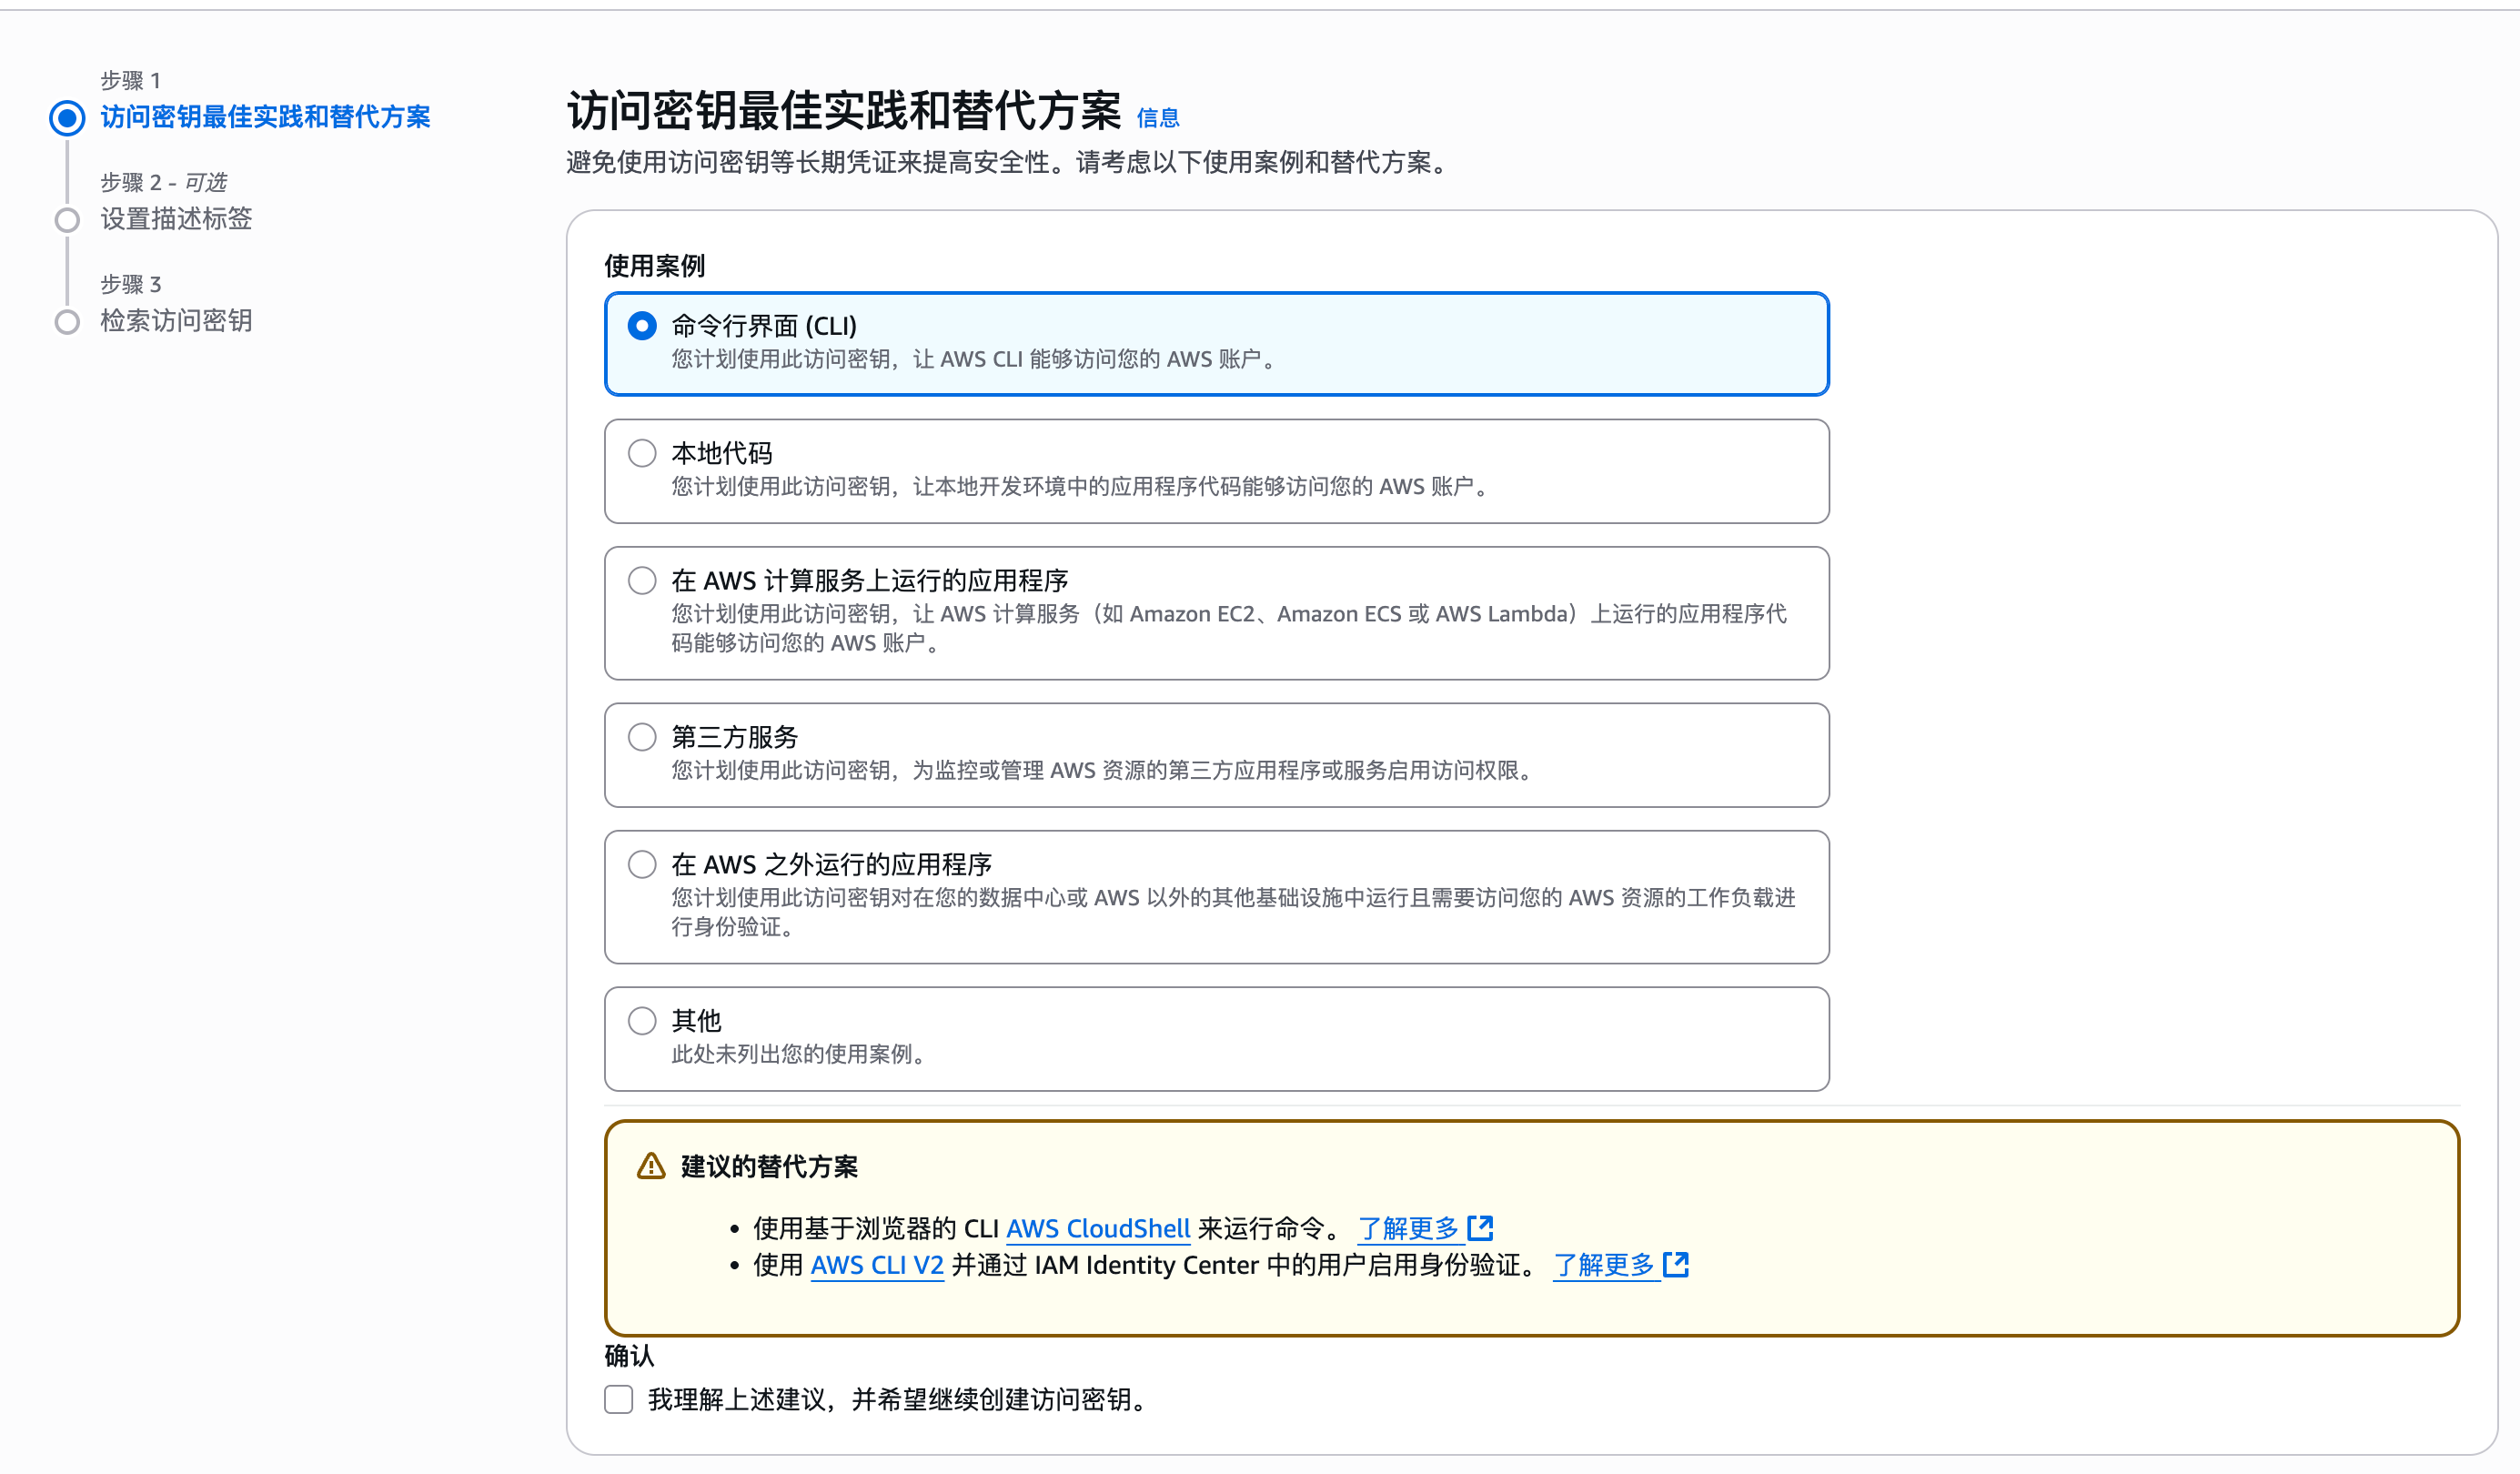 步骤 1
访问密钥最佳实践和替代方案
步骤 2 - 可选
设置描述标签
步骤 3
检索访问密钥
访问密钥最佳实践和替代方案 信息
避免使用访问密钥等长期凭证来提高安全性。请考虑以下使用案例和替代方案。
使用案例
命令行界面 (CLI)
您计划使用此访问密钥，让 AWS CLI 能够访问您的 AWS 账户。
本地代码
您计划使用此访问密钥，让本地开发环境中的应用程序代码能够访问您的 AWS 账户。
在 AWS 计算服务上运行的应用程序
您计划使用此访问密钥，让 AWS 计算服务（如 Amazon EC2、Amazon ECS 或 AWS Lambda）上运行的应用程序代
码能够访问您的 AWS 账户。
第三方服务
您计划使用此访问密钥，为监控或管理 AWS 资源的第三方应用程序或服务启用访问权限。
在 AWS 之外运行的应用程序
您计划使用此访问密钥对在您的数据中心或 AWS 以外的其他基础设施中运行且需要访问您的 AWS 资源的工作负载进
行身份验证。
其他
此处未列出您的使用案例。
建议的替代方案
• 使用基于浏览器的 CLI AWS CloudShell 来运行命令。 了解更多
• 使用 AWS CLI V2 并通过 IAM Identity Center 中的用户启用身份验证。 了解更多
确认
我理解上述建议，并希望继续创建访问密钥。